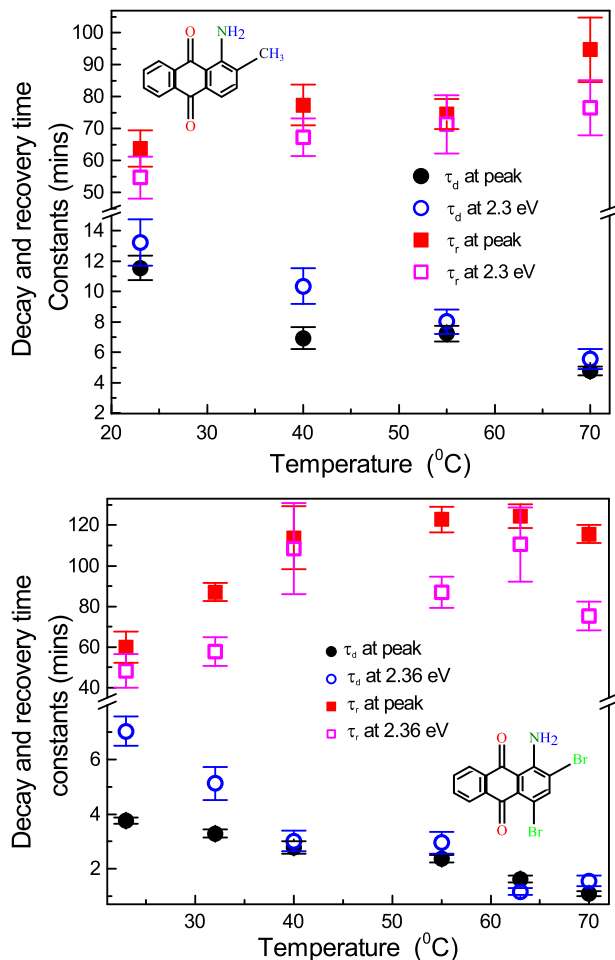 Decay and recovery time
Constants (mins)
100
90
80
70
60
50
14
12
10
8
6
4
2
O
O
NH2
CH3
τd at peak
τd at 2.3 eV
τr at peak
τr at 2.3 eV
20 30 40 50 60 70
Temperature (⁰C)
Decay and recovery time
constants (mins)
120
100
80
60
40
6
4
2
τd at peak
τd at 2.36 eV
τr at peak
τr at 2.36 eV
O
O
NH2
Br
Br
30 40 50 60 70
Temperature (⁰C)